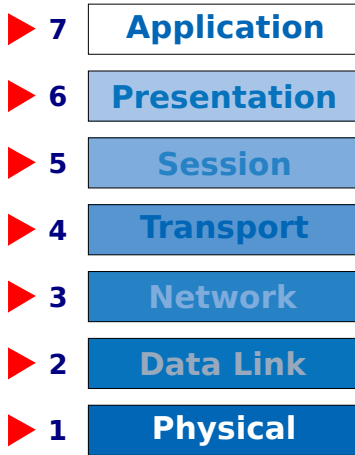 7 Application
6 Presentation
5 Session
4 Transport
3 Network
2 Data Link
1 Physical